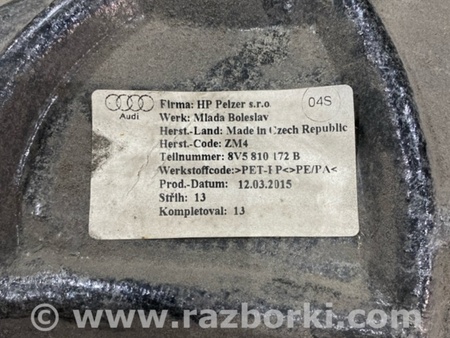 Audi
Firma: HP Pelzer s.r.o
04S
Werk: Mlada Boleslav
Herst.-Land: Made in Czech Republic
Herst.-Code: ZM4
Teilnummer: 8V5 810 172 B
Werkstoffcode:>PET-FP<>PE/PA<
Prod.-Datum: 12.03.2015
Střih: 13
Kompletoval: 13
www.razborki.com